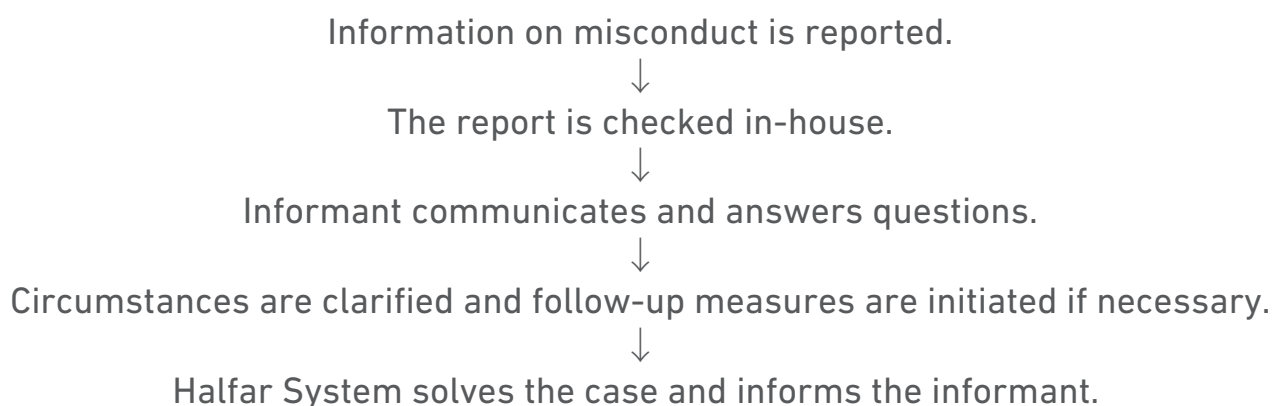 Information on misconduct is reported.
↓
The report is checked in-house.
↓
Informant communicates and answers questions.
↓
Circumstances are clarified and follow-up measures are initiated if necessary.
↓
Halfar System solves the case and informs the informant.